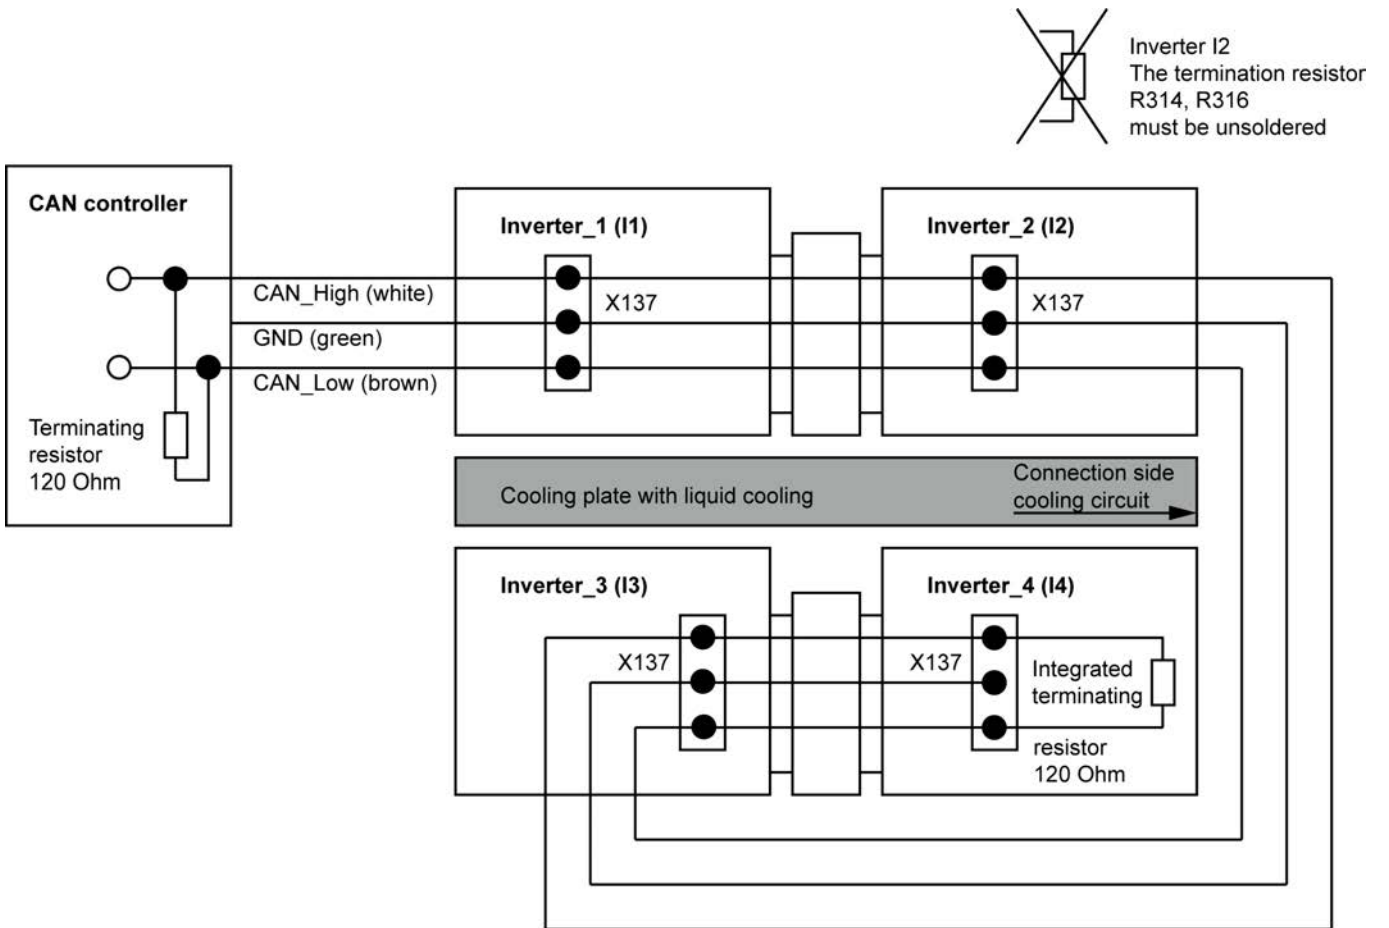 Inverter I2
The termination resistor
R314, R316
must be unsoldered
CAN controller
Inverter_1 (I1)
Inverter_2 (I2)
CAN_High (white)
X137
X137
GND (green)
CAN_Low (brown)
Terminating
resistor
120 Ohm
Cooling plate with liquid cooling
Connection side
cooling circuit
Inverter_3 (I3)
Inverter_4 (I4)
X137
X137
Integrated
terminating
resistor
120 Ohm